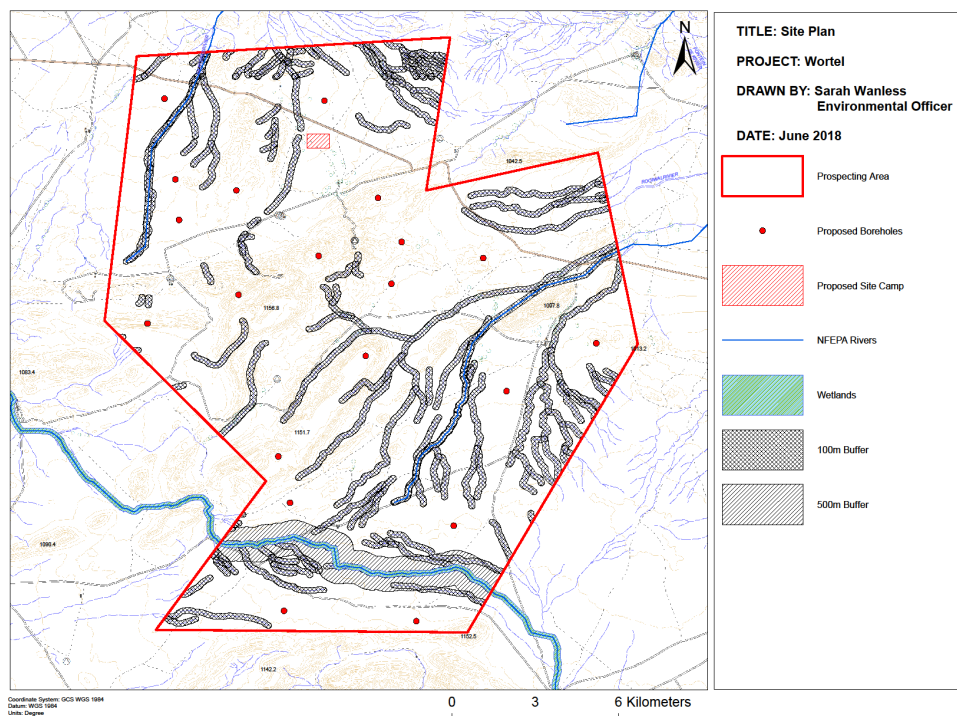 N
TITLE: Site Plan
PROJECT: Wortel
DRAWN BY: Sarah Wanless
Environmental Officer
DATE: June 2018
Prospecting Area
Proposed Boreholes
Proposed Site Camp
NFEPA Rivers
Wetlands
100m Buffer
500m Buffer
1042.5
1007.8
1156.8
1083.4
1151.7
1090.4
1152.5
1142.2
Coordinate System: GCS WGS 1984
Datum: WGS 1984
Units: Degree
0 3 6 Kilometers